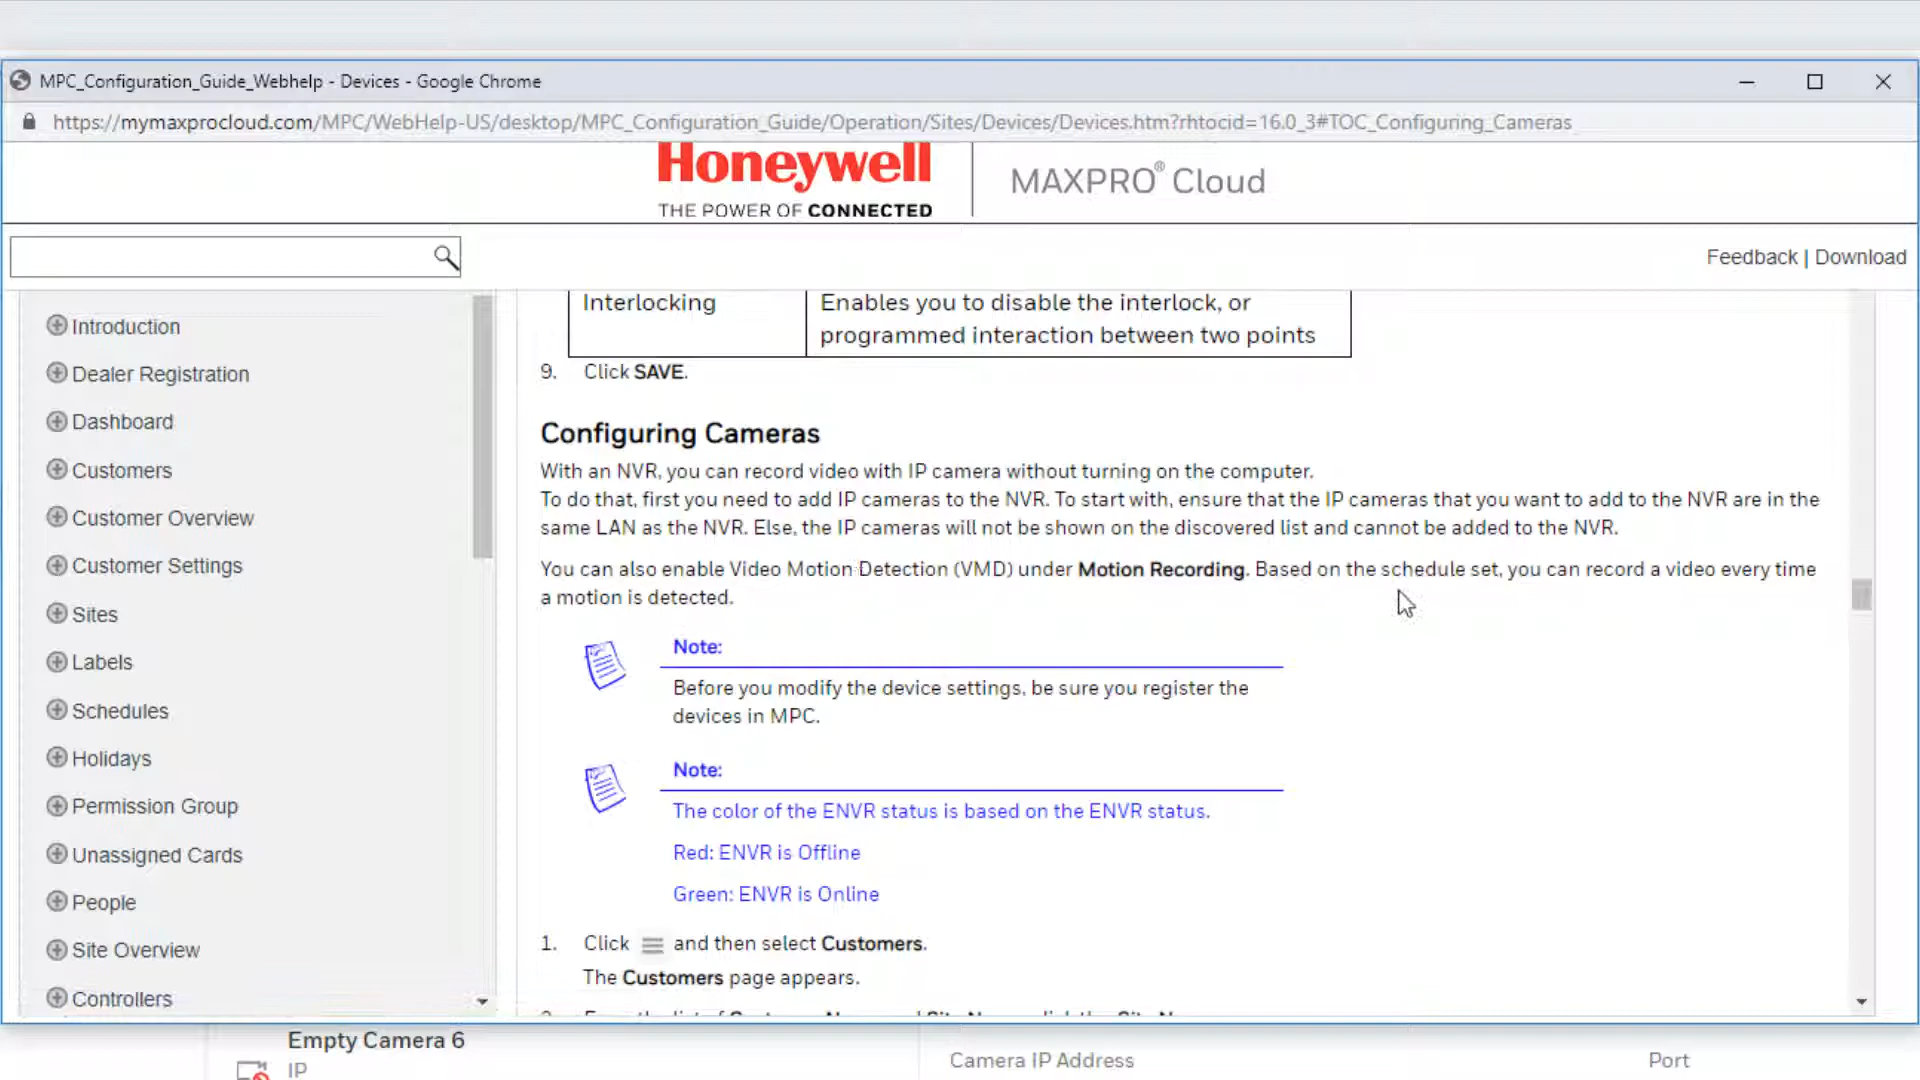 MPC_Configuration_Guide_Webhelp - Devices - Google Chrome
https://mymaxprocloud.com/MPC/WebHelp-US/desktop/MPC_Configuration_Guide/Operation/Sites/Devices/Devices.htm?rhtocid=16.0_3#TOC_Configuring_Cameras
Honeywell
THE POWER OF CONNECTED
MAXPRO® Cloud
Feedback | Download
Introduction
Dealer Registration
Dashboard
Customers
Customer Overview
Customer Settings
Sites
Labels
Schedules
Holidays
Permission Group
Unassigned Cards
People
Site Overview
Controllers
Interlocking
Enables you to disable the interlock, or
programmed interaction between two points
9. Click SAVE.
Configuring Cameras
With an NVR, you can record video with IP camera without turning on the computer.
To do that, first you need to add IP cameras to the NVR. To start with, ensure that the IP cameras that you want to add to the NVR are in the
same LAN as the NVR. Else, the IP cameras will not be shown on the discovered list and cannot be added to the NVR.
You can also enable Video Motion Detection (VMD) under Motion Recording. Based on the schedule set, you can record a video every time
a motion is detected.
Note:
Before you modify the device settings, be sure you register the
devices in MPC.
Note:
The color of the ENVR status is based on the ENVR status.
Red: ENVR is Offline
Green: ENVR is Online
1. Click and then select Customers.
The Customers page appears.
Empty Camera 6
IP
Camera IP Address
Port